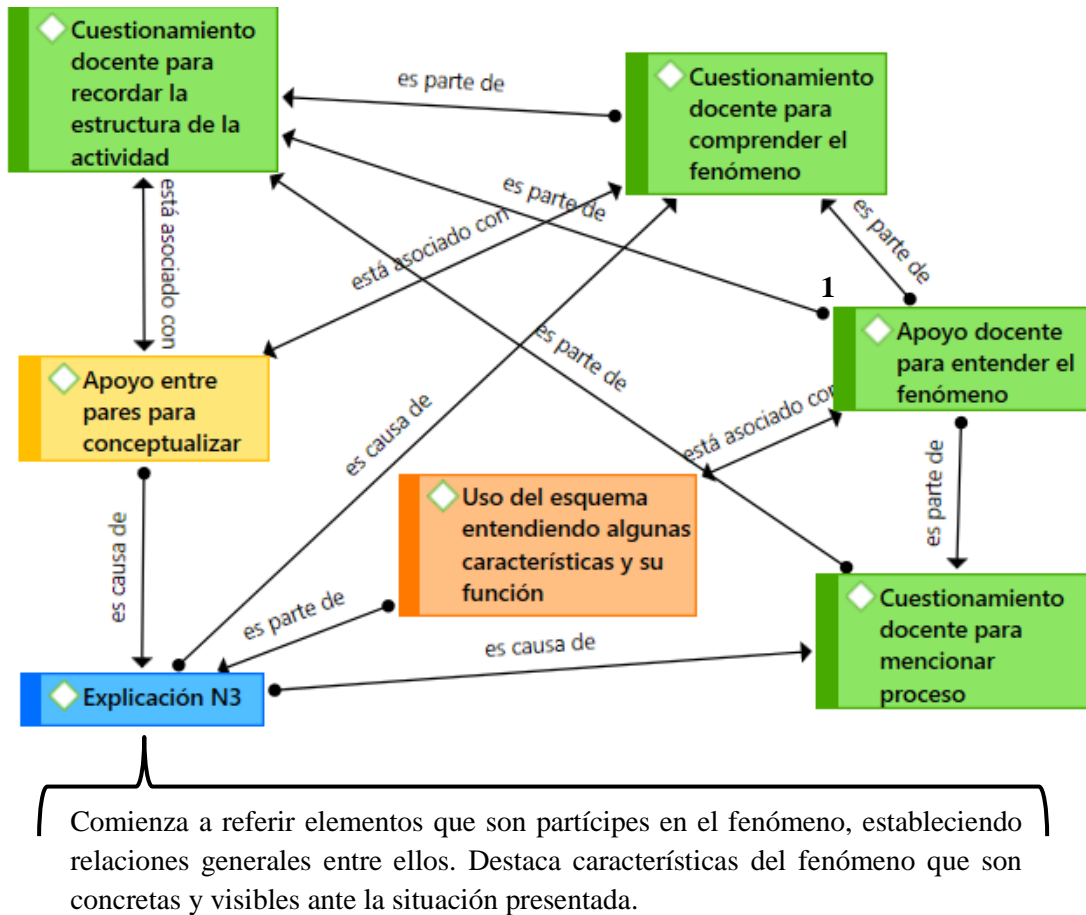 Cuestionamiento
docente para
recordar la
estructura de la
actividad
es parte de
Cuestionamiento
docente para
comprender el
fenómeno
está asociado con
está asociado con
es parte de
es parte de
1
Apoyo docente
para entender el
fenómeno
Apoyo entre
pares para
conceptualizar
es causa de
es parte de
está asociado con
Uso del esquema
entendiendo algunas
características y su
función
es parte de
es causa de
es parte de
es causa de
Cuestionamiento
docente para
mencionar
proceso
Explicación N3
Comienza a referir elementos que son partícipes en el fenómeno, estableciendo
relaciones generales entre ellos. Destaca características del fenómeno que son
concretas y visibles ante la situación presentada.